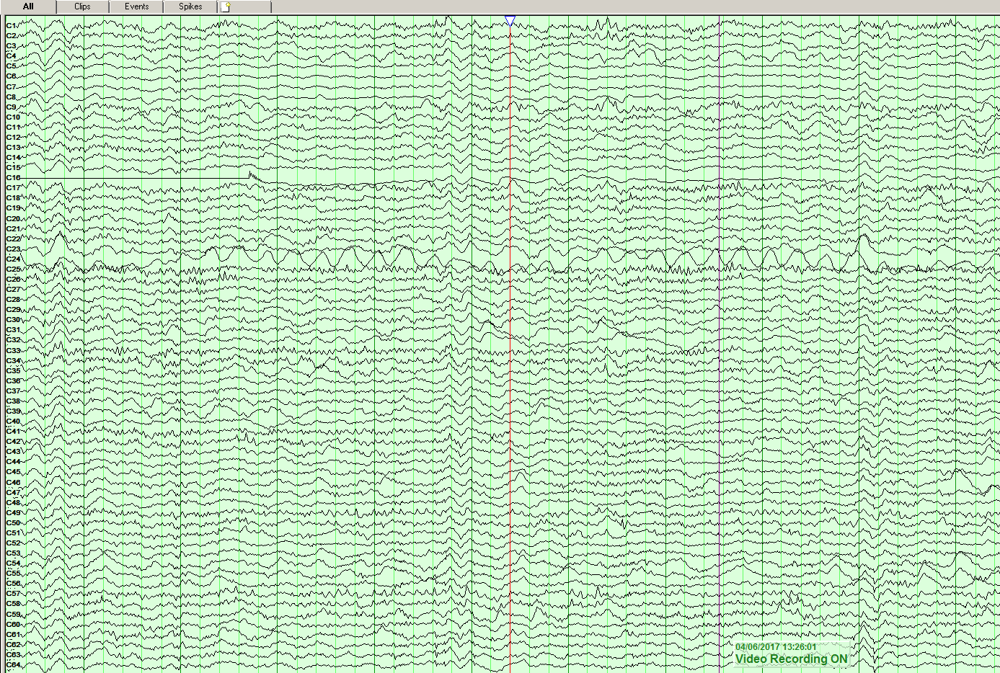 All Clips Events Spikes
C1
C2
C3
C4
C5
C6
C7
C8
C9
C10
C11
C12
C13
C14
C15
C16
C17
C18
C19
C20
C21
C22
C23
C24
C25
C26
C27
C28
C29
C30
C31
C32
C33
C34
C35
C36
C37
C38
C39
C40
C41
C42
C43
C44
C45
C46
C47
C48
C49
C50
C51
C52
C53
C54
C55
C56
C57
C58
C59
C60
C61
C62
C63
C64
04/06/2017 13:26:01
Video Recording ON